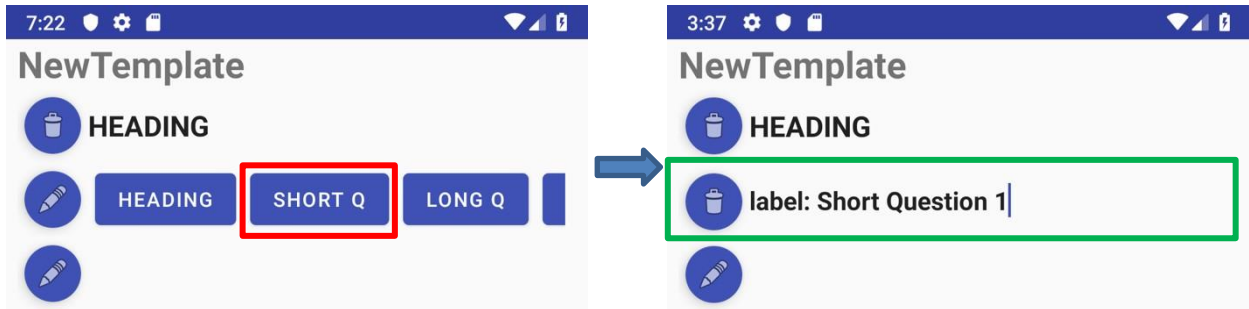 7:22
NewTemplate
HEADING
HEADING SHORT Q LONG Q
3:37
NewTemplate
HEADING
label: Short Question 1